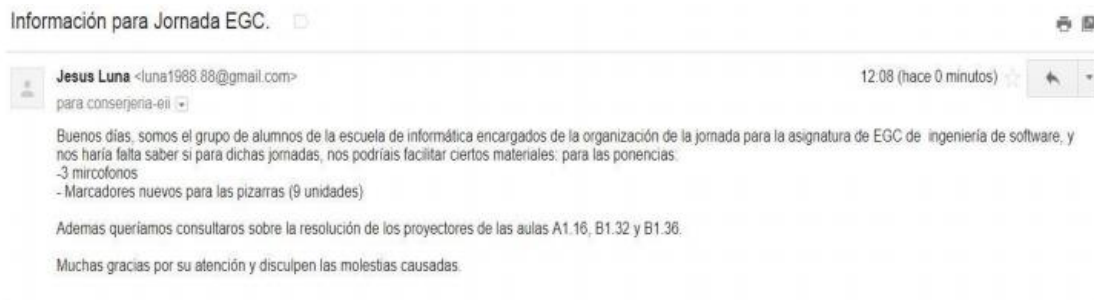 Información para Jornada EGC.
Jesus Luna <luna1988.88@gmail.com>
12:08 (hace 0 minutos)
para conserjeria-eii
Buenos días, somos el grupo de alumnos de la escuela de informática encargados de la organización de la jornada para la asignatura de EGC de ingeniería de software, y
nos haría falta saber si para dichas jornadas, nos podríais facilitar ciertos materiales: para las ponencias:
-3 mircofonos
- Marcadores nuevos para las pizarras (9 unidades)
Ademas queríamos consultaros sobre la resolución de los proyectores de las aulas A1.16, B1.32 y B1.36.
Muchas gracias por su atención y disculpen las molestias causadas.